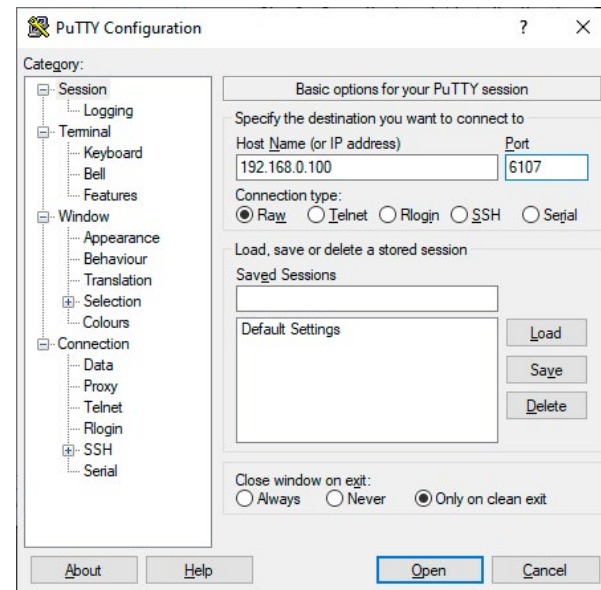 PuTTY Configuration
?
Category:
Session
Logging
Terminal
Keyboard
Bell
Features
Window
Appearance
Behaviour
Translation
Selection
Colours
Connection
Data
Proxy
Telnet
Rlogin
SSH
Serial
Basic options for your PuTTY session
Specify the destination you want to connect to
Host Name (or IP address) Port
192.168.0.100 6107
Connection type:
Raw Telnet Rlogin SSH Serial
Load, save or delete a stored session
Saved Sessions
Default Settings
Load
Save
Delete
Close window on exit:
Always Never Only on clean exit
About Help Open Cancel